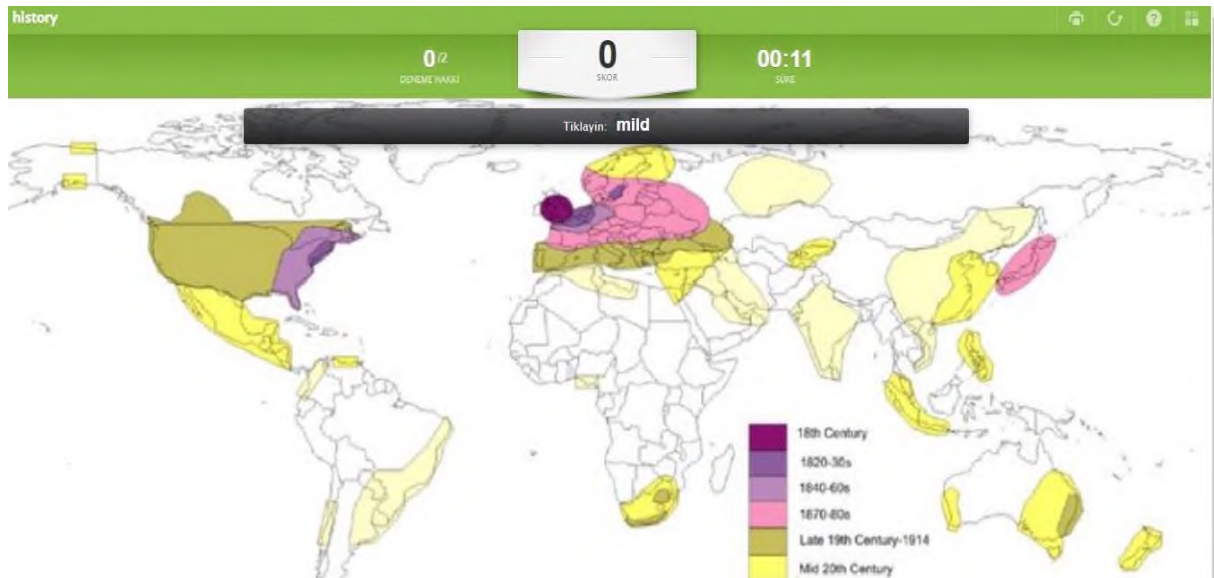 history
0/2
DENEME HAKKI
0
SKOR
00:11
SÜRE
Tiklayin: mild
18th Century
1820-30s
1840-60s
1870-80s
Late 19th Century-1914
Mid 20th Century